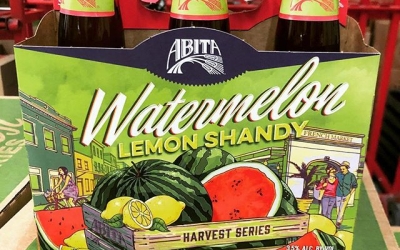 ABITA
Watermelon
LEMON SHANDY
FRENCH MARKET
HARVEST SERIES